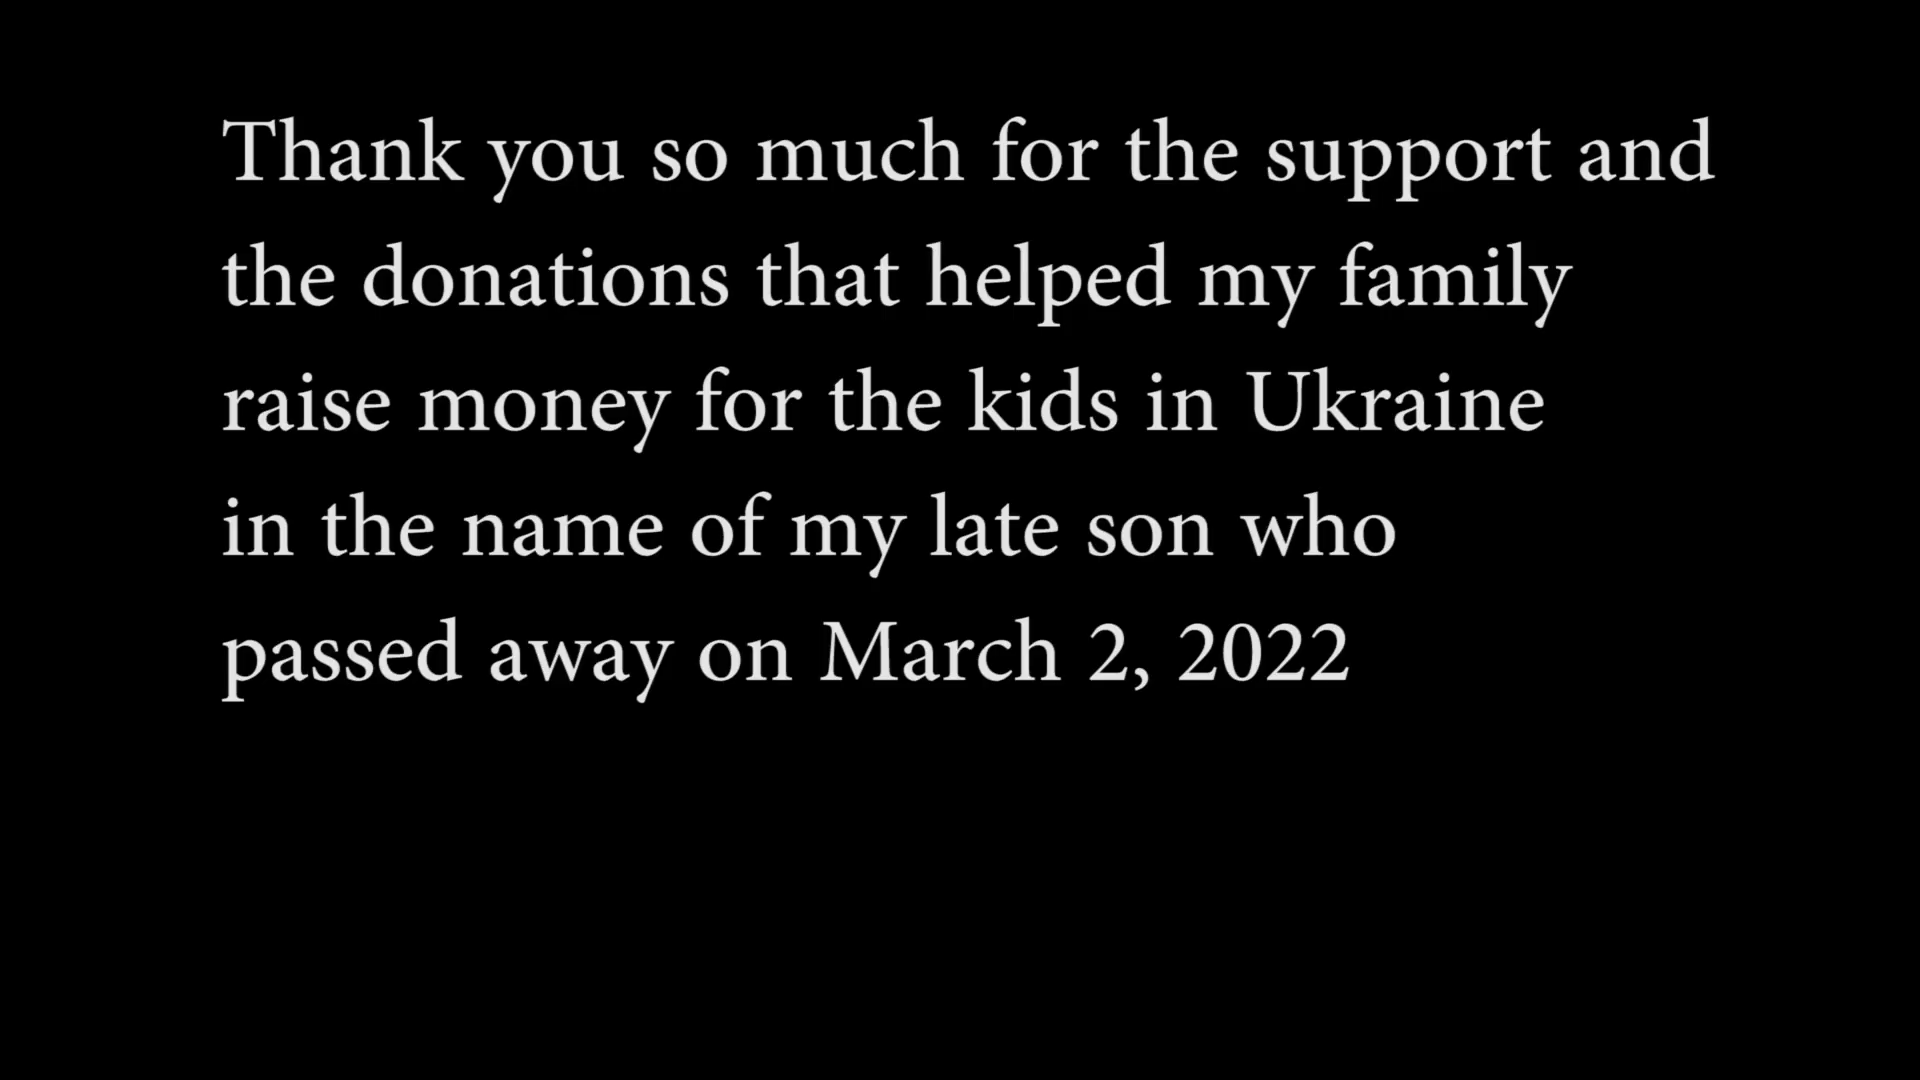 Thank you so much for the support and
the donations that helped my family
raise money for the kids in Ukraine
in the name of my late son who
passed away on March 2, 2022